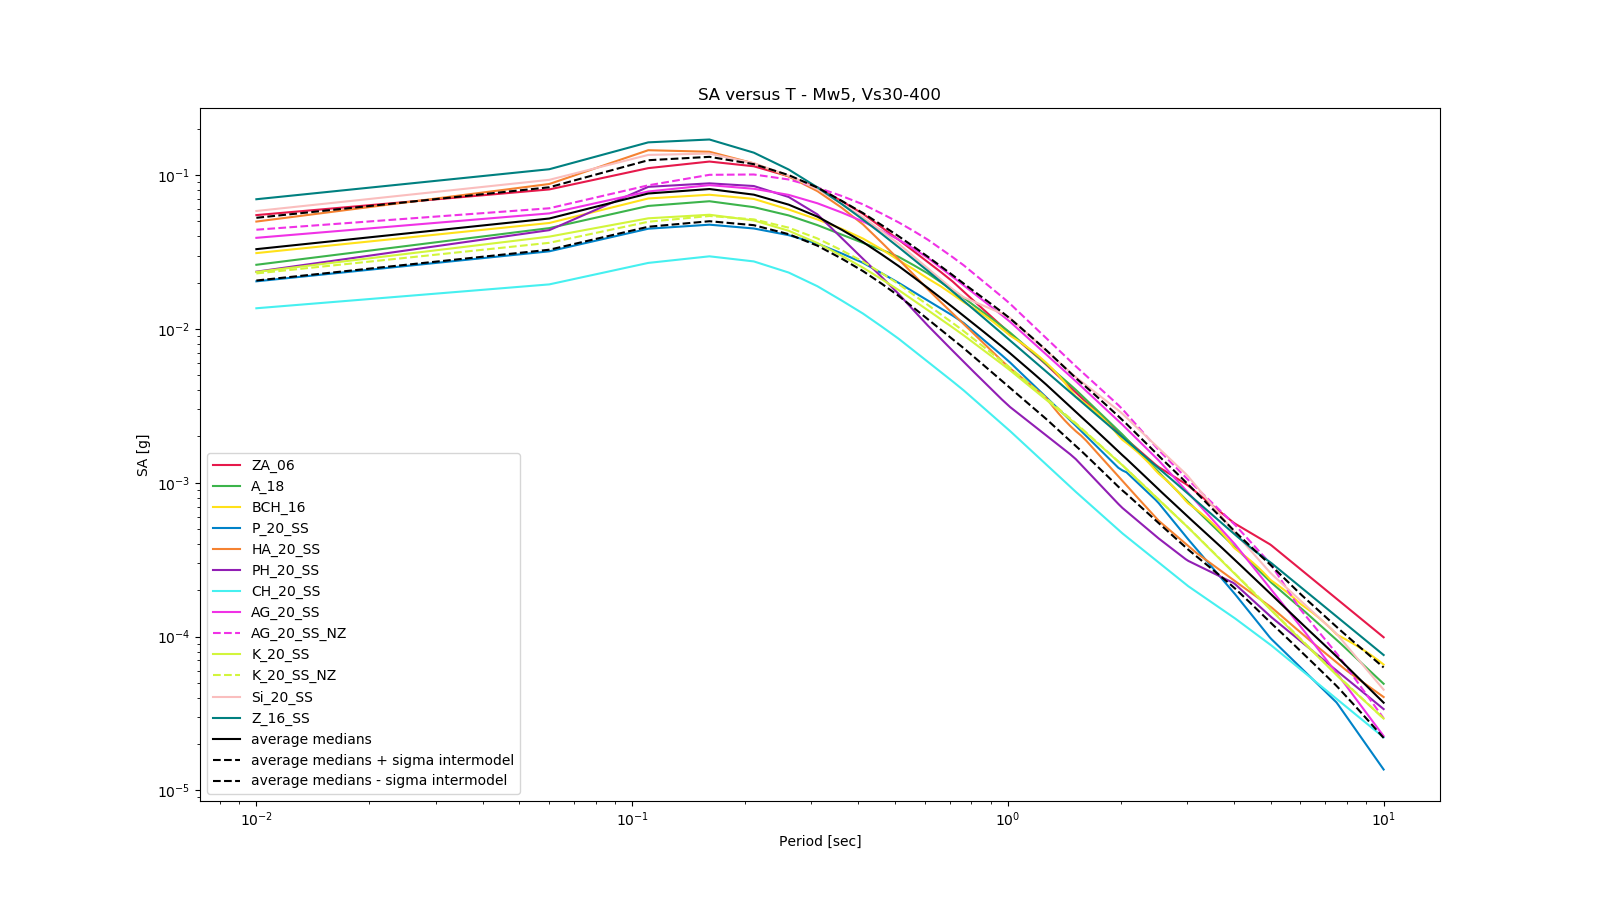 SA versus T - Mw5, Vs30-400
SA [g]
10⁻¹
10⁻²
10⁻³
10⁻⁴
10⁻⁵
ZA_06
A_18
BCH_16
P_20_SS
HA_20_SS
PH_20_SS
CH_20_SS
AG_20_SS
AG_20_SS_NZ
K_20_SS
K_20_SS_NZ
Si_20_SS
Z_16_SS
average medians
average medians + sigma intermodel
average medians - sigma intermodel
10⁻² 10⁻¹ 10⁰ 10¹
Period [sec]